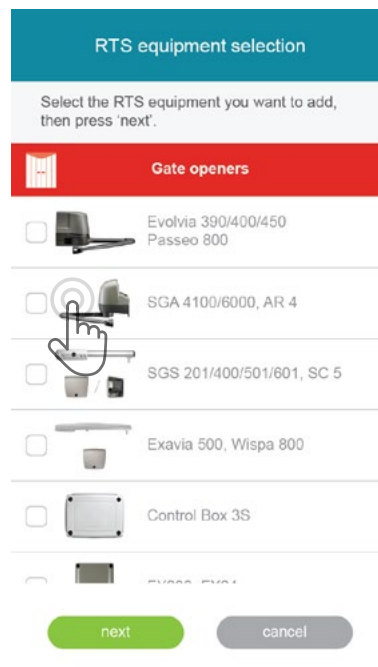 RTS equipment selection
Select the RTS equipment you want to add,
then press 'next'.
Gate openers
Evolvia 390/400/450
Passeo 800
SGA 4100/6000, AR 4
SGS 201/400/501/601, SC 5
Exavia 500, Wispa 800
Control Box 3S
next
cancel